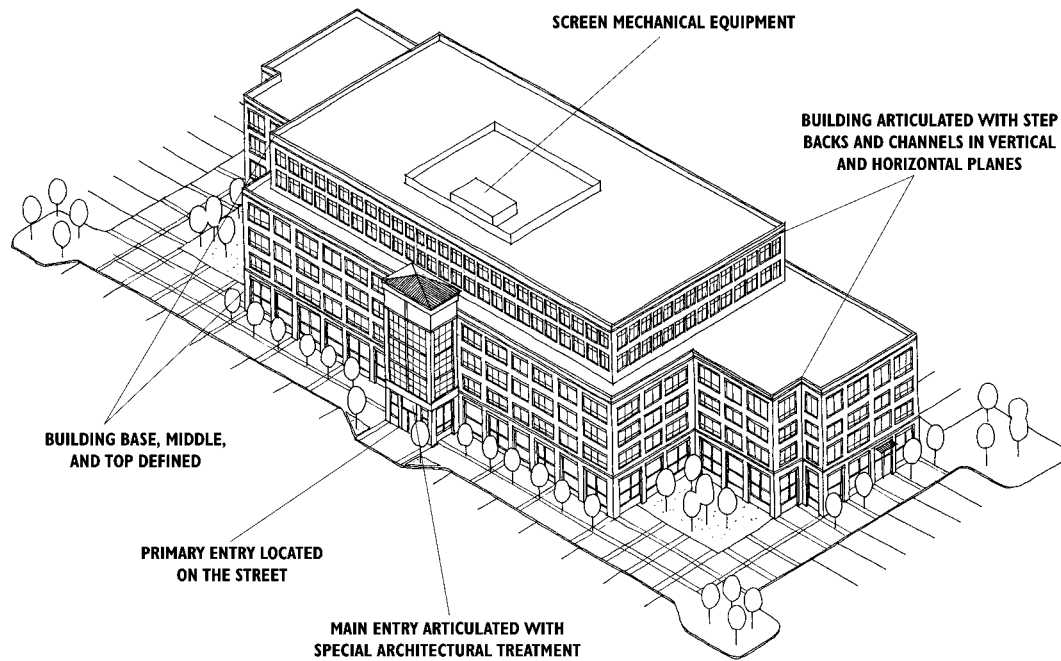 SCREEN MECHANICAL EQUIPMENT
BUILDING ARTICULATED WITH STEP
BACKS AND CHANNELS IN VERTICAL
AND HORIZONTAL PLANES
BUILDING BASE, MIDDLE,
AND TOP DEFINED
PRIMARY ENTRY LOCATED
ON THE STREET
MAIN ENTRY ARTICULATED WITH
SPECIAL ARCHITECTURAL TREATMENT